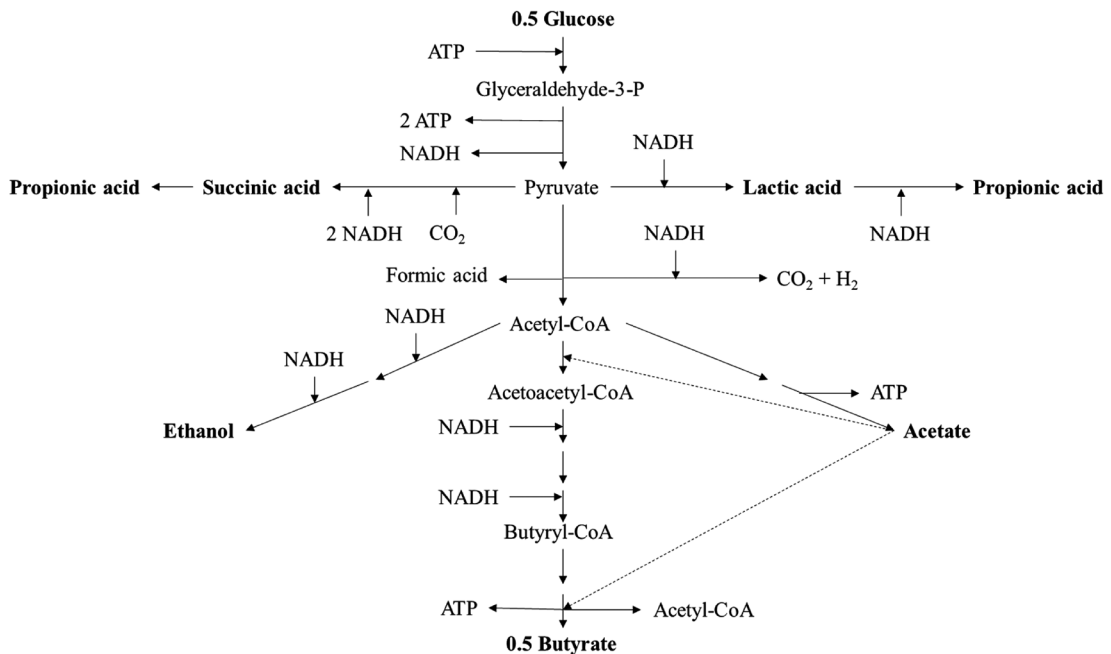 0.5 Glucose
ATP
Glyceraldehyde-3-P
2 ATP
NADH
NADH
Propionic acid
Succinic acid
Pyruvate
Lactic acid
Propionic acid
2 NADH
CO₂
NADH
NADH
Formic acid
CO₂ + H₂
NADH
Acetyl-CoA
NADH
Acetoacetyl-CoA
ATP
Ethanol
NADH
Acetate
NADH
Butyryl-CoA
ATP
Acetyl-CoA
0.5 Butyrate